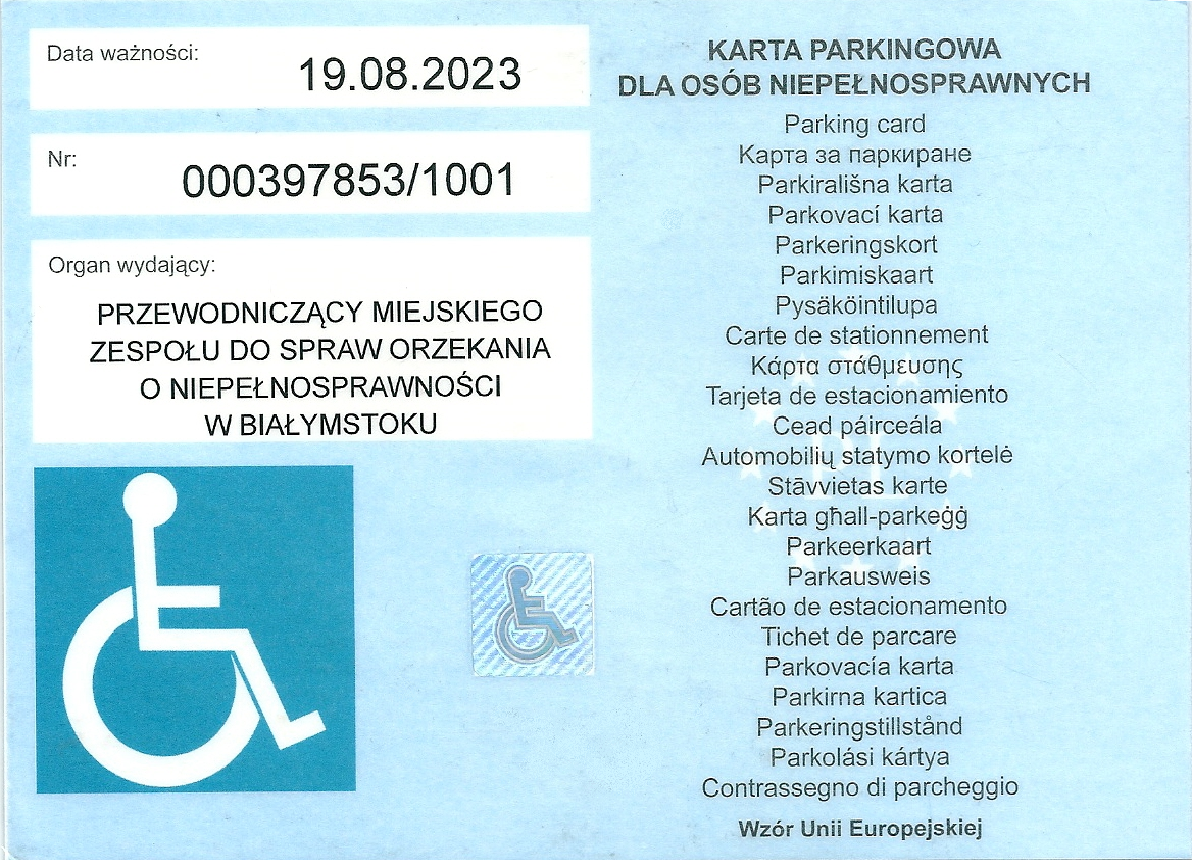 Data ważności:
19.08.2023
Nr:
000397853/1001
Organ wydający:
PRZEWODNICZĄCY MIEJSKIEGO
ZESPOŁU DO SPRAW ORZEKANIA
O NIEPEŁNOSPRAWNOŚCI
W BIAŁYMSTOKU
KARTA PARKINGOWA
DLA OSÓB NIEPEŁNOSPRAWNYCH
Parking card
Карта за паркиране
Parkirališna karta
Parkovací karta
Parkeringskort
Parkimiskaart
Pysäköintilupa
Carte de stationnement
Κάρτα στάθμευσης
Tarjeta de estacionamiento
Cead páirceála
Automobilių statymo kortelė
Stāvvietas karte
Karta għall-parkeġġ
Parkeerkaart
Parkausweis
Cartão de estacionamento
Tichet de parcare
Parkovacía karta
Parkirna kartica
Parkeringstillstånd
Parkolási kártya
Contrassegno di parcheggio
Wzór Unii Europejskiej
PL